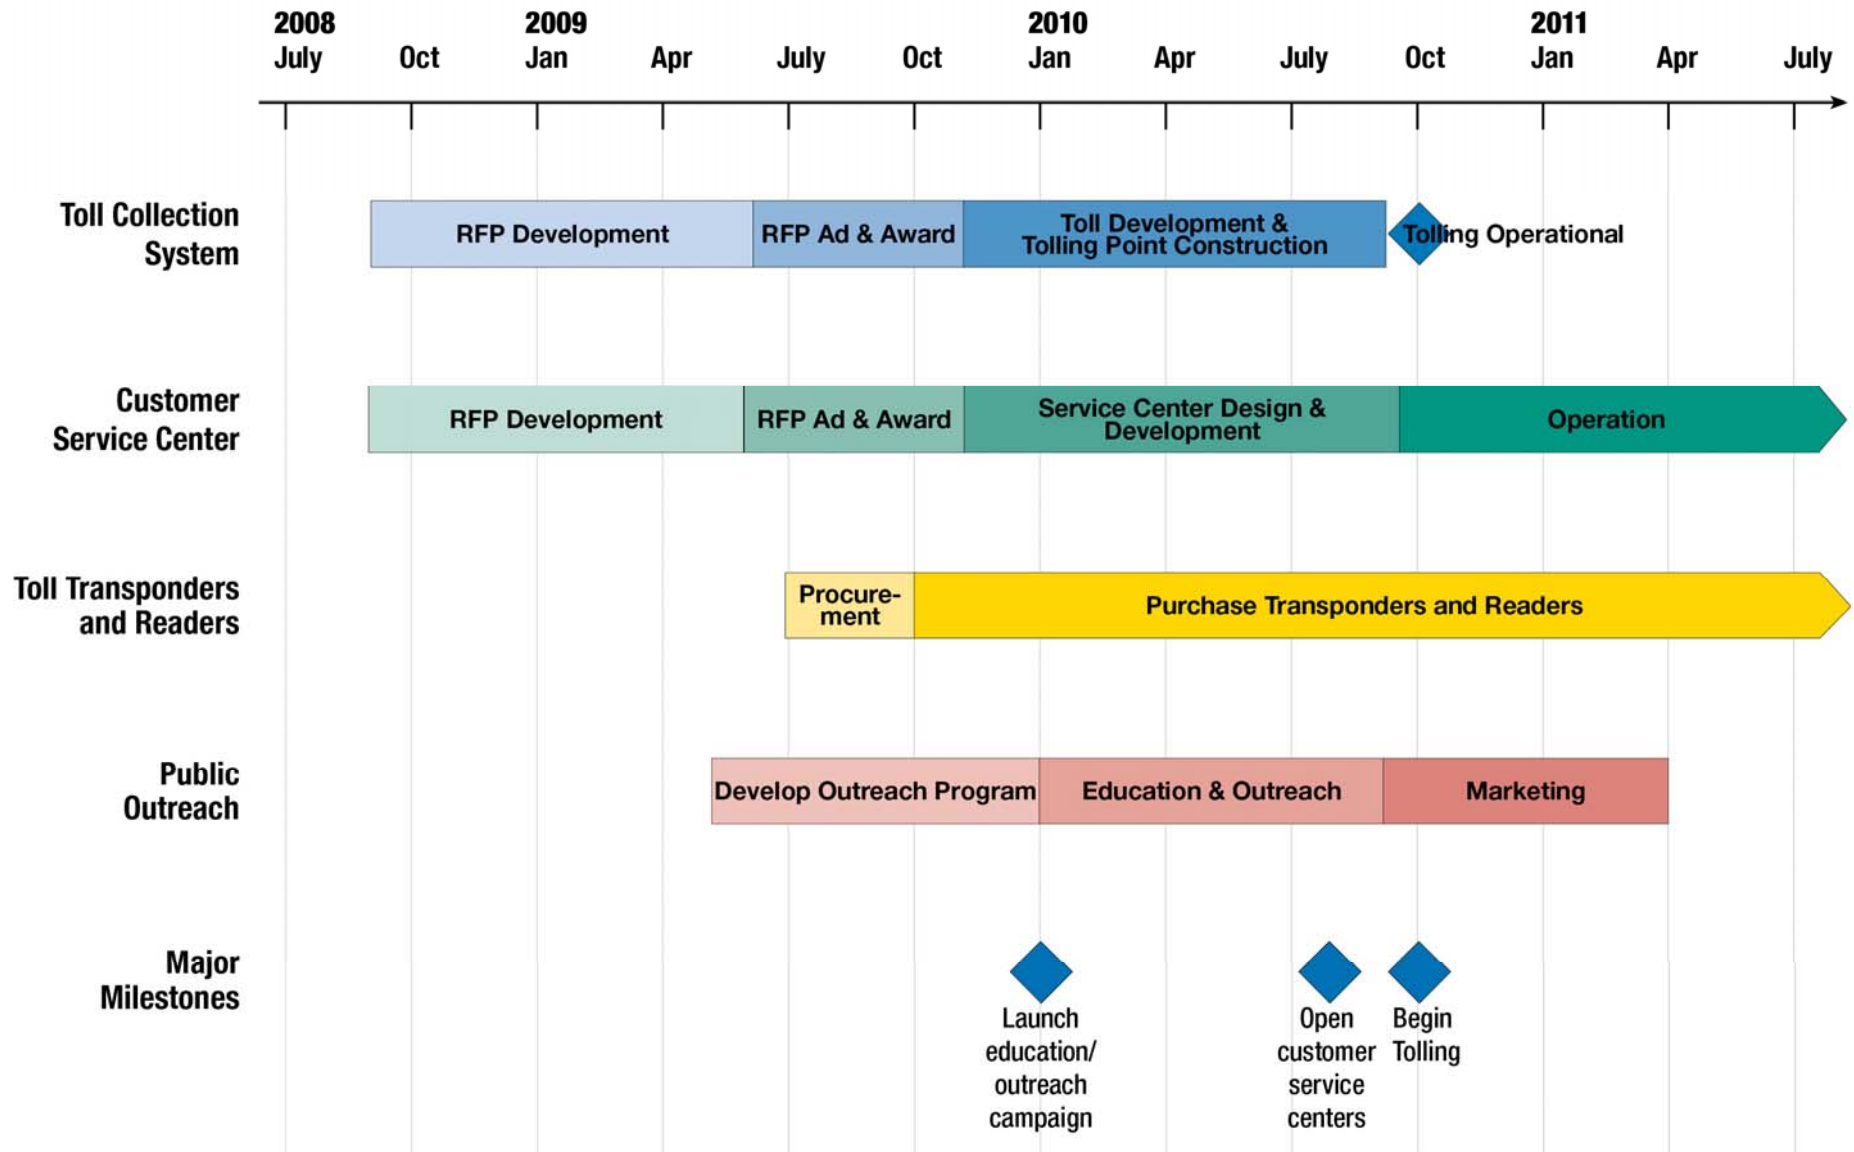 2008 2009 2010 2011
July Oct Jan Apr July Oct Jan Apr July Oct Jan Apr July
Toll Collection
System
RFP Development
RFP Ad & Award
Toll Development &
Tolling Point Construction
Tolling Operational
Customer
Service Center
RFP Development
RFP Ad & Award
Service Center Design &
Development
Operation
Toll Transponders
and Readers
Procure-
ment
Purchase Transponders and Readers
Public
Outreach
Develop Outreach Program
Education & Outreach
Marketing
Major
Milestones
Launch
education/
outreach
campaign
Open
customer
service
centers
Begin
Tolling